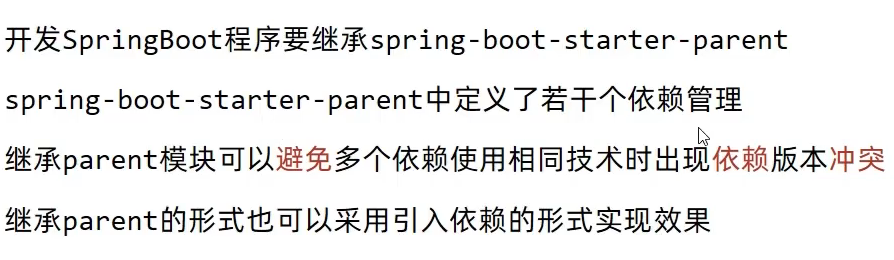 开发SpringBoot程序要继承spring-boot-starter-parent
spring-boot-starter-parent中定义了若干个依赖管理
继承parent模块可以避免多个依赖使用相同技术时出现依赖版本冲突
继承parent的形式也可以采用引入依赖的形式实现效果